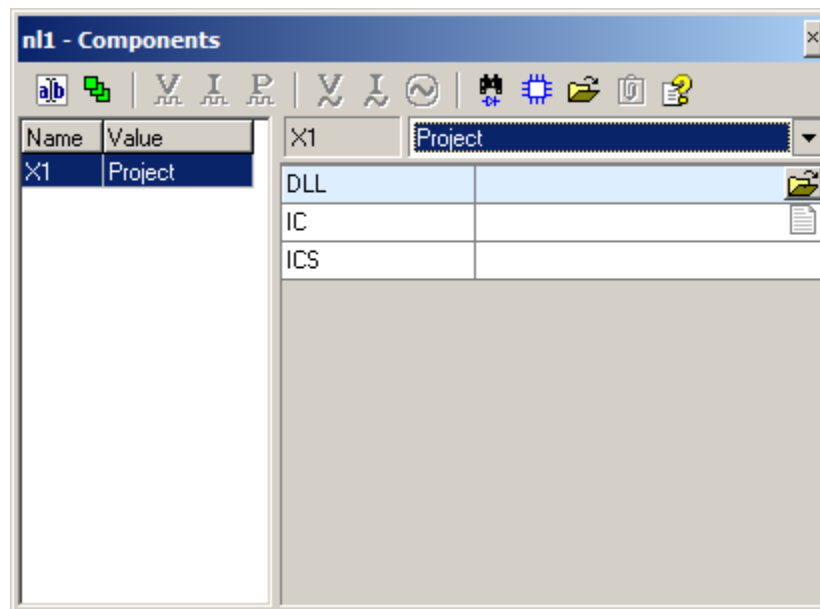 nl1 - Components
a b V I P V I
Name Value X1 Project
X1 Project
DLL
IC
ICS